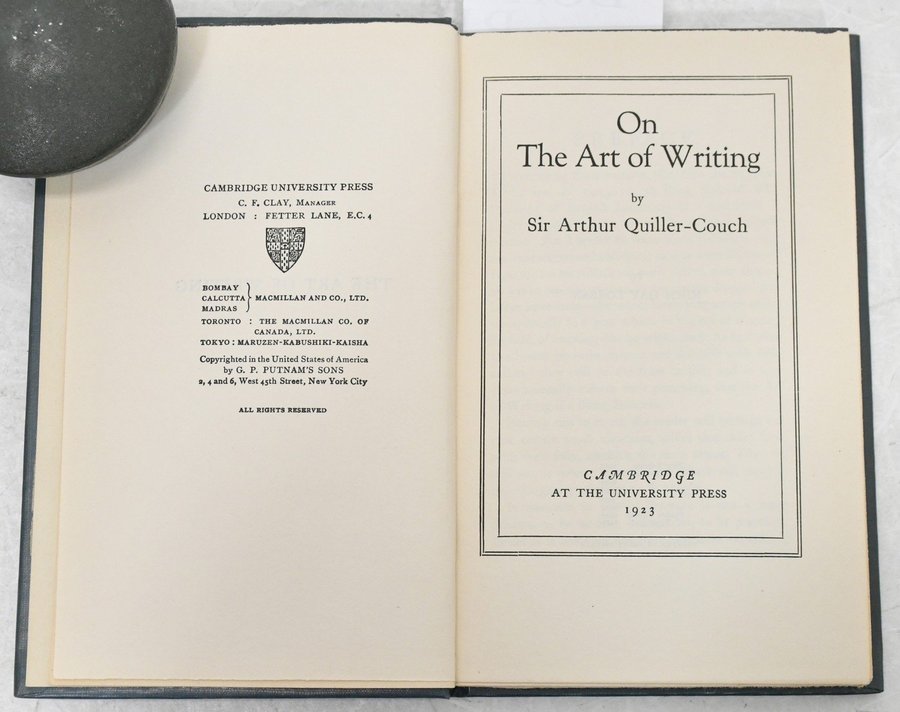 CAMBRIDGE UNIVERSITY PRESS
C. F. CLAY, MANAGER
LONDON : FETTER LANE, E.C. 4
BOMBAY
CALCUTTA } MACMILLAN AND CO., LTD.
MADRAS
TORONTO : THE MACMILLAN CO. OF
CANADA, LTD.
TOKYO : MARUZEN-KABUSHIKI-KAISHA
Copyrighted in the United States of America
by G. P. PUTNAM'S SONS
2, 4 and 6, West 45th Street, New York City
ALL RIGHTS RESERVED
On
The Art of Writing
by
Sir Arthur Quiller-Couch
CAMBRIDGE
AT THE UNIVERSITY PRESS
1923